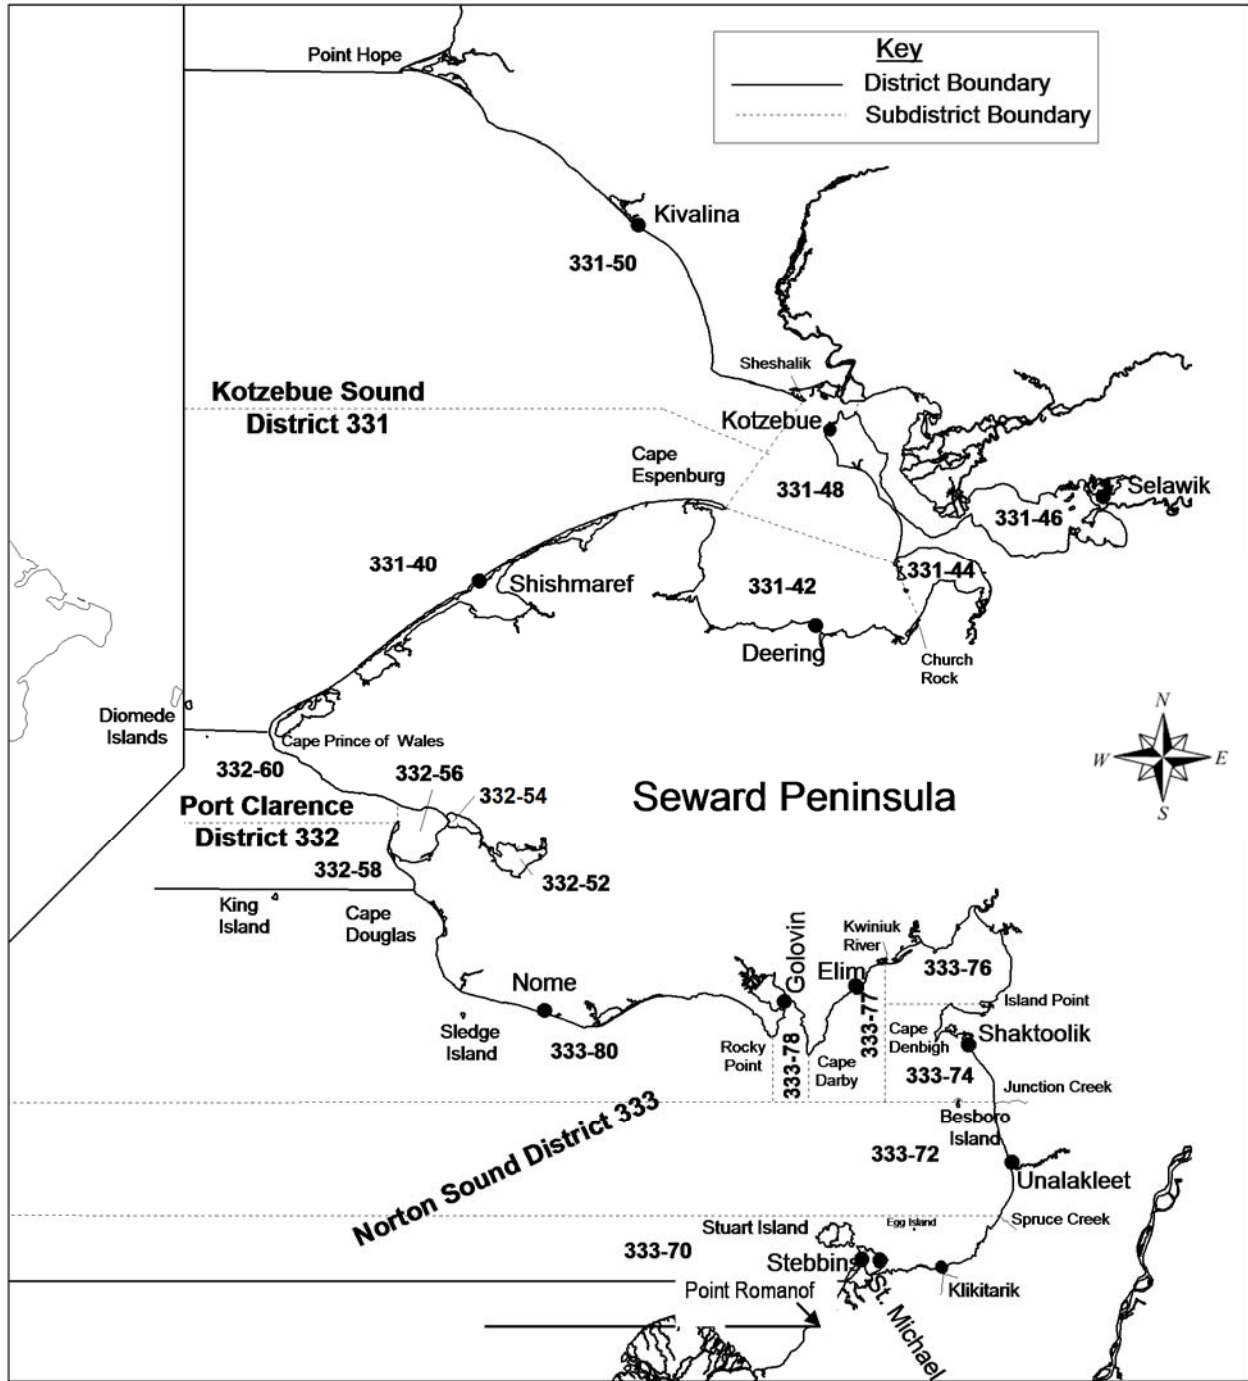 Key
District Boundary
Subdistrict Boundary
Point Hope
Kivalina
331-50
Sheshalik
Kotzebue Sound
District 331
Kotzebue
Cape
Espenburg
331-48
Selawik
331-46
331-40
Shishmaref
331-42
331-44
Deering
Church
Rock
Diomede
Islands
Cape Prince of Wales
N
W
E
S
332-60
332-56
332-54
Port Clarence
District 332
Seward Peninsula
332-58
332-52
King
Island
Cape
Douglas
Golovin
Kwiniuk
River
Elim
333-76
333-77
Island Point
Nome
Sledge
Island
333-80
Rocky
Point
333-78
Cape
Darby
Cape
Denbigh
Shaktoolik
333-74
Junction Creek
Besboro
Island
Norton Sound District 333
333-72
Unalakleet
Stuart Island
Egg Island
Spruce Creek
333-70
Stebbins
St. Michael
Klikitarik
Point Romanof